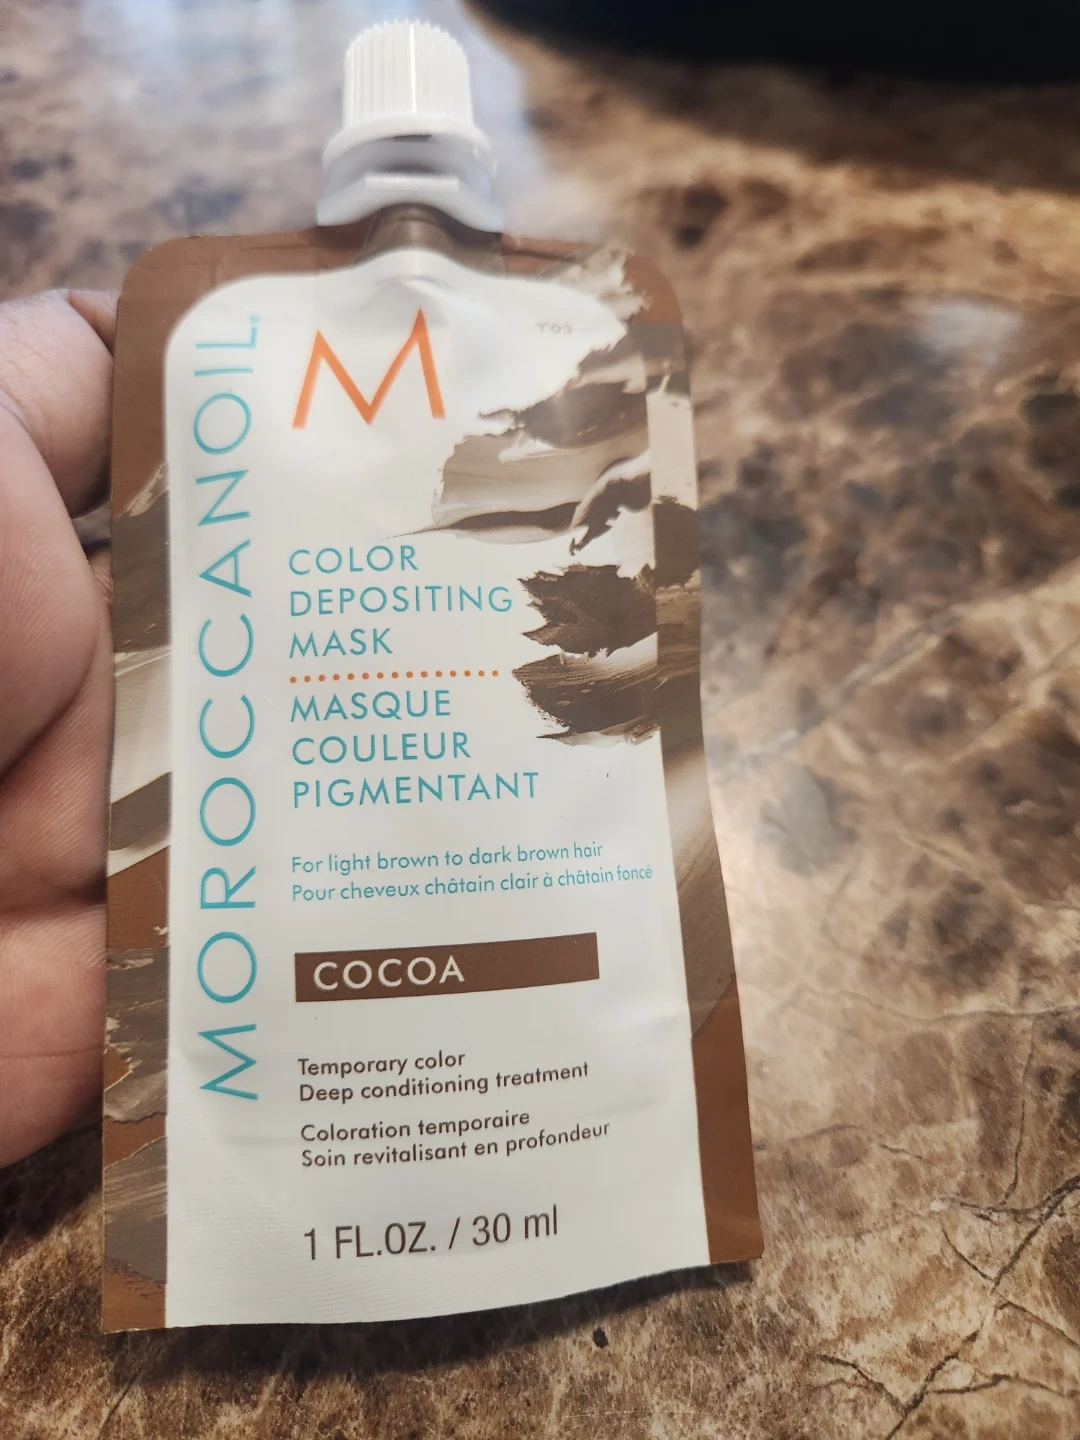 MOROCCANOIL®
M
T03
COLOR
DEPOSITING
MASK
MASQUE
COULEUR
PIGMENTANT
For light brown to dark brown hair
Pour cheveux châtain clair à châtain foncé
COCOA
Temporary color
Deep conditioning treatment
Coloration temporaire
Soin revitalisant en profondeur
1 FL.OZ. / 30 ml